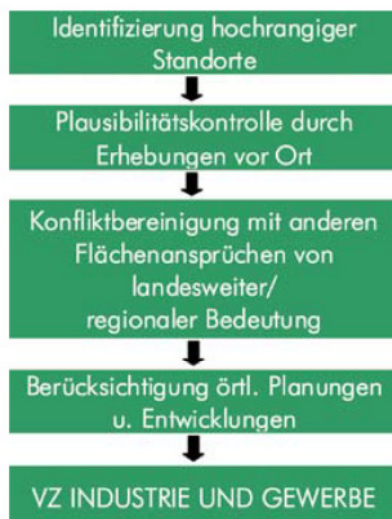 Identifizierung hochrangiger
Standorte
Plausibilitätskontrolle durch
Erhebungen vor Ort
Konfliktbereinigung mit anderen
Flächenansprüchen von
landesweiter/
regionaler Bedeutung
Berücksichtigung örtl. Planungen
u. Entwicklungen
VZ INDUSTRIE UND GEWERBE